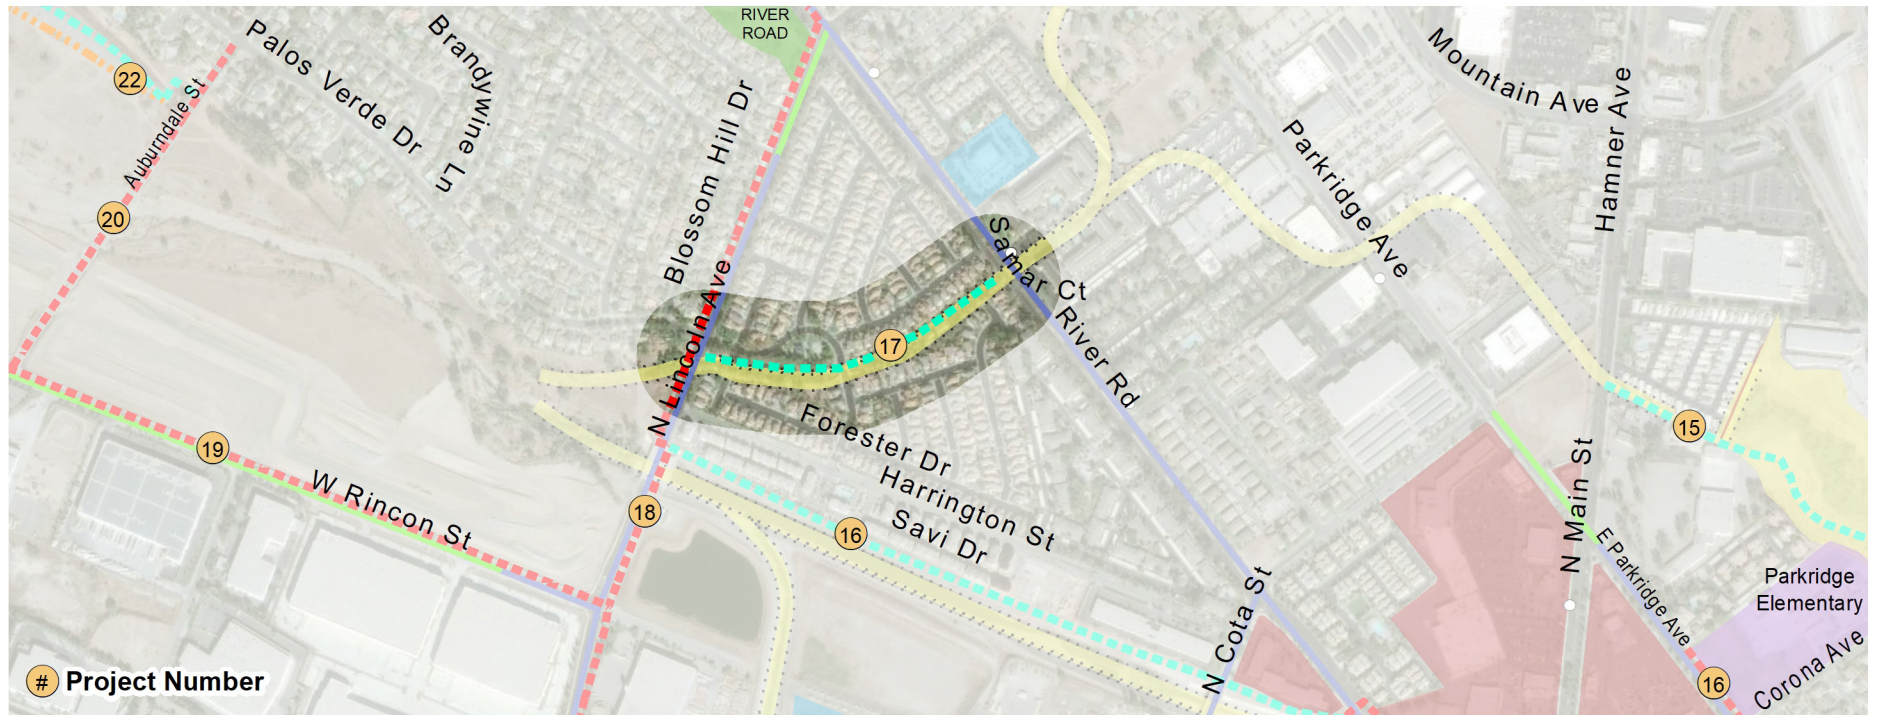 RIVER
ROAD
Palos Verde Dr
Brandywine Ln
22
Auburndale St
20
Blossom Hill Dr
Mountain Ave
Hamner Ave
Parkridge Ave
Samar Ct
River Rd
N Lincoln Ave
17
Forester Dr
Harrington St
Savi Dr
19
W Rincon St
18
16
15
N Main St
E Parkridge Ave
Parkridge
Elementary
N Cota St
Corona Ave
16
# Project Number